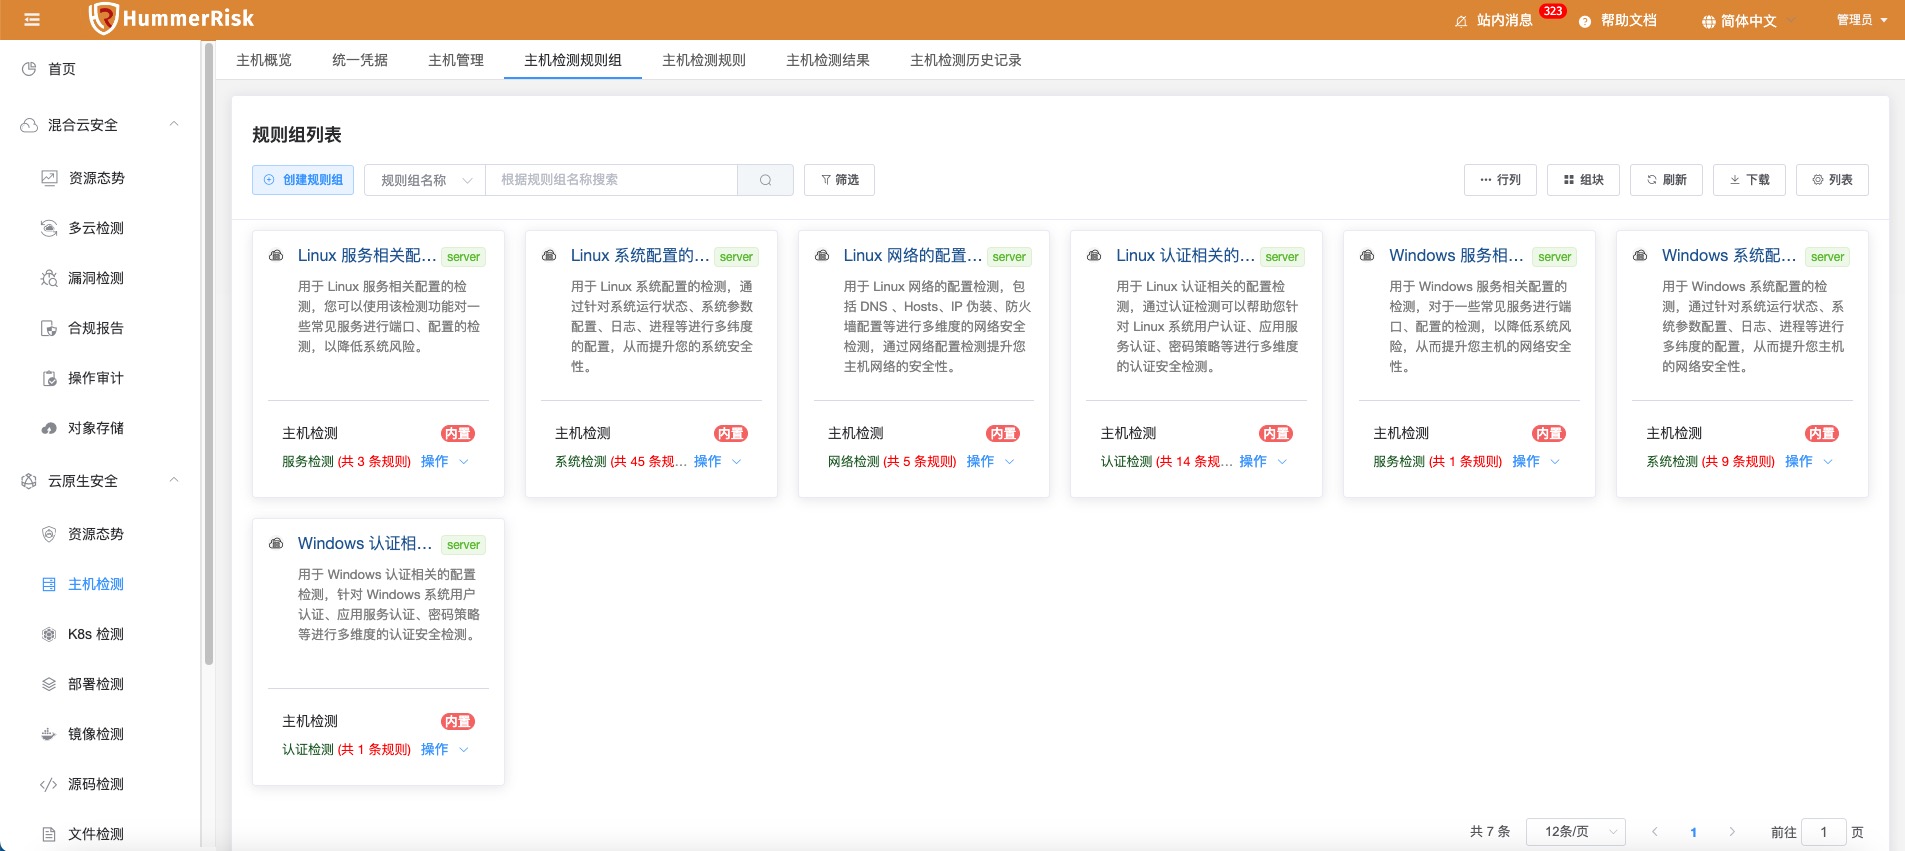 HummerRisk
站内消息 323 帮助文档 简体中文 管理员
首页
混合云安全
资源态势
多云检测
漏洞检测
合规报告
操作审计
对象存储
云原生安全
资源态势
主机检测
K8s 检测
部署检测
镜像检测
源码检测
文件检测
主机概览 统一凭据 主机管理 主机检测规则组 主机检测规则 主机检测结果 主机检测历史记录
规则组列表
创建规则组 规则组名称 根据规则组名称搜索 筛选 行列 组块 刷新 下载 列表
Linux 服务相关配... server
用于 Linux 服务相关配置的检
测，您可以使用该检测功能对一
些常见服务进行端口、配置的检
测，以降低系统风险。
主机检测 内置
服务检测 (共 3 条规则) 操作
Linux 系统配置的... server
用于 Linux 系统配置的检测，通
过针对系统运行状态、系统参数
配置、日志、进程等进行多纬度
的配置，从而提升您的系统安全
性。
主机检测 内置
系统检测 (共 45 条规... 操作
Linux 网络的配置... server
用于 Linux 网络的配置检测，包
括 DNS 、Hosts、IP 伪装、防火
墙配置等进行多维度的网络安全
检测，通过网络配置检测提升您
主机网络的安全性。
主机检测 内置
网络检测 (共 5 条规则) 操作
Linux 认证相关的... server
用于 Linux 认证相关的配置检
测，通过认证检测可以帮助您针
对 Linux 系统用户认证、应用服
务认证、密码策略等进行多维度
的认证安全检测。
主机检测 内置
认证检测 (共 14 条规... 操作
Windows 服务相... server
用于 Windows 服务相关配置的
检测，对于一些常见服务进行端
口、配置的检测，以降低系统风
险，从而提升您主机的网络安全
性。
主机检测 内置
服务检测 (共 1 条规则) 操作
Windows 系统配... server
用于 Windows 系统配置的检
测，通过针对系统运行状态、系
统参数配置、日志、进程等进行
多纬度的配置，从而提升您主机
的网络安全性。
主机检测 内置
系统检测 (共 9 条规则) 操作
Windows 认证相... server
用于 Windows 认证相关的配置
检测，针对 Windows 系统用户
认证、应用服务认证、密码策略
等进行多维度的认证安全检测。
主机检测 内置
认证检测 (共 1 条规则) 操作
共 7 条 12条/页 1 前往 1 页